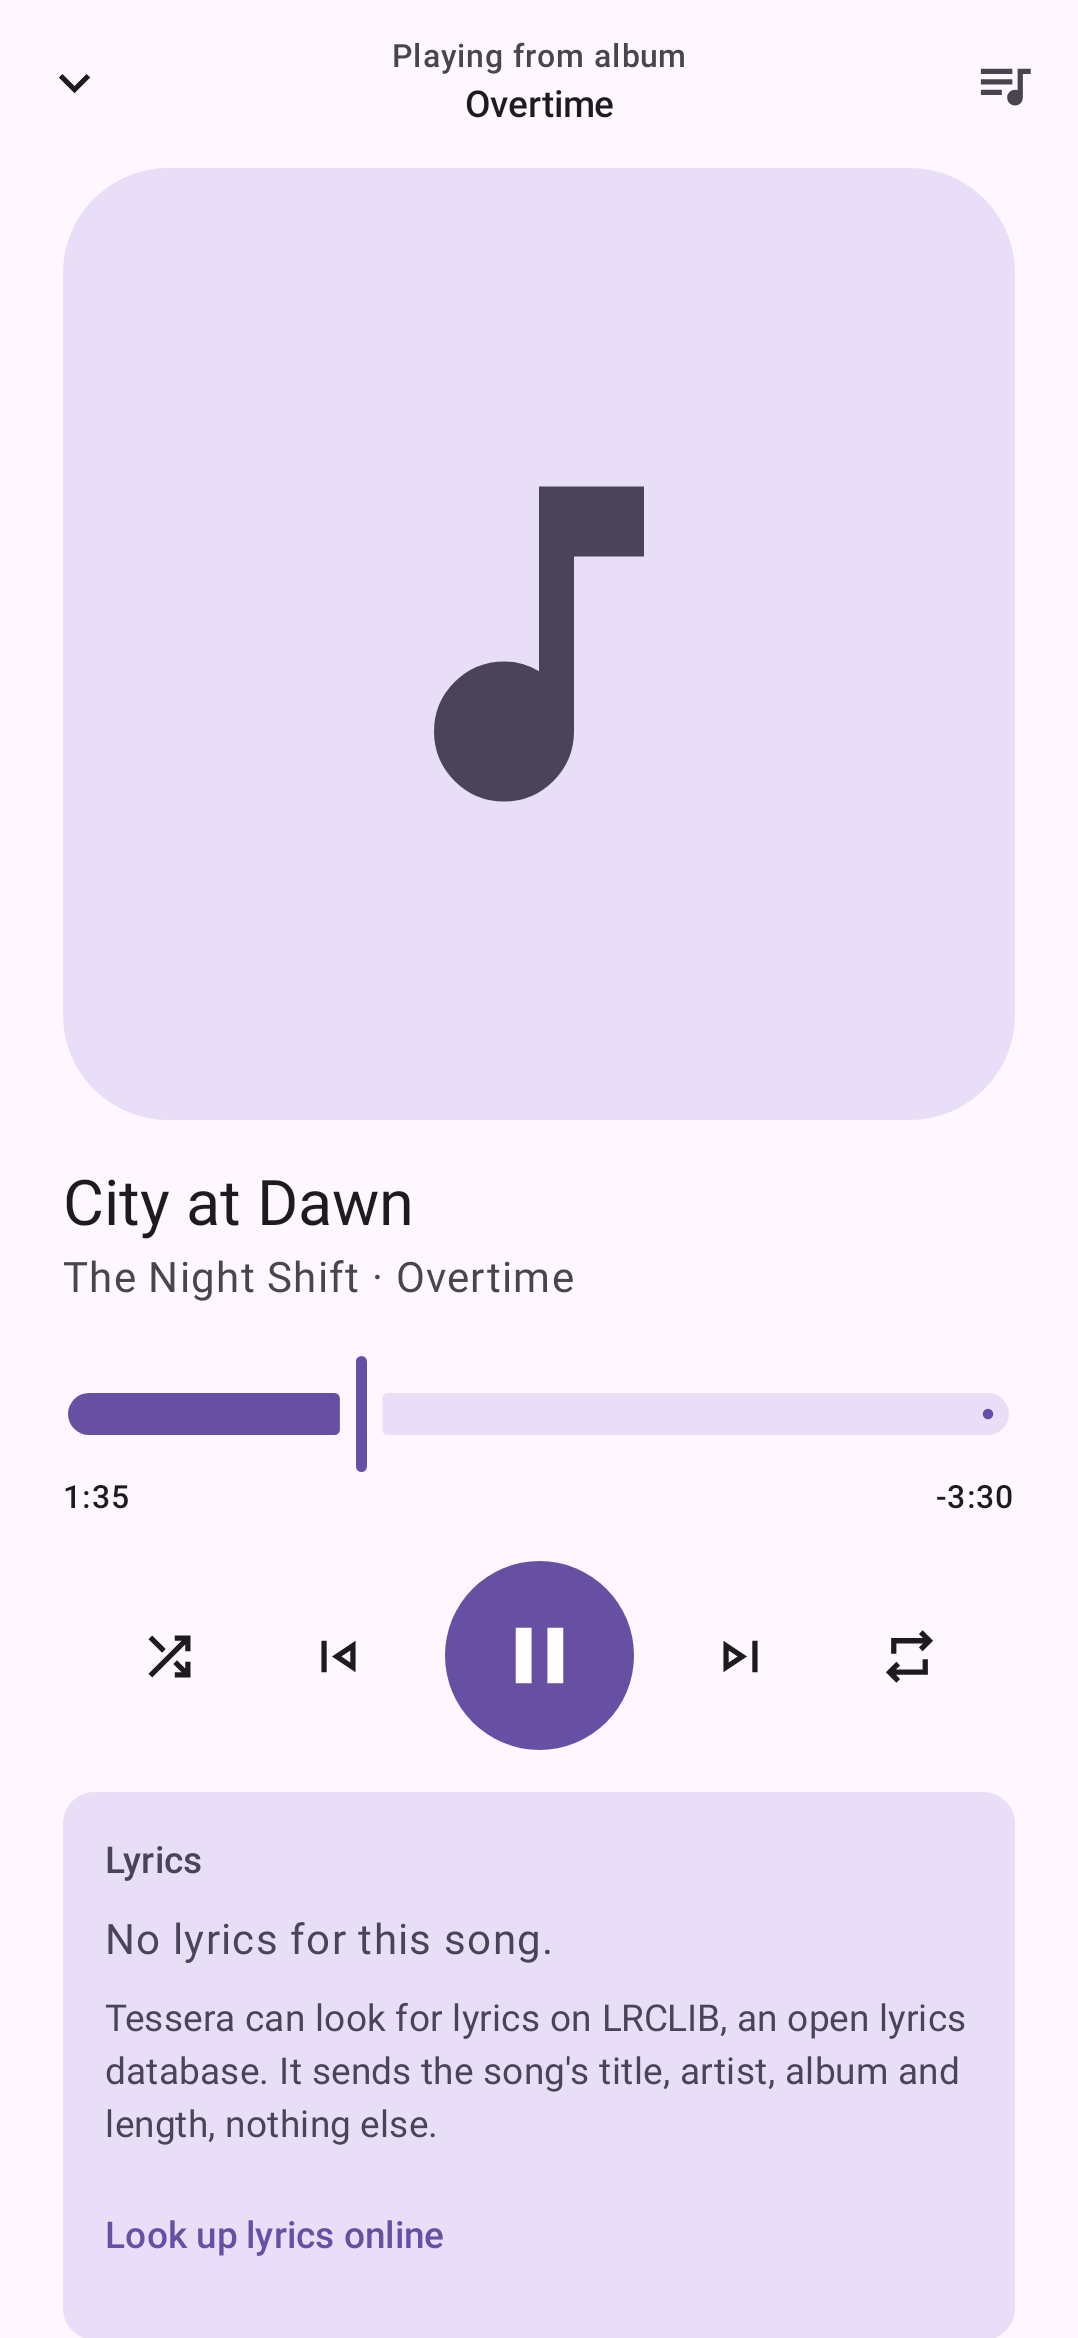 Playing from album
Overtime
City at Dawn
The Night Shift · Overtime
1:35
-3:30
Lyrics
No lyrics for this song.
Tessera can look for lyrics on LRCLIB, an open lyrics
database. It sends the song's title, artist, album and
length, nothing else.
Look up lyrics online